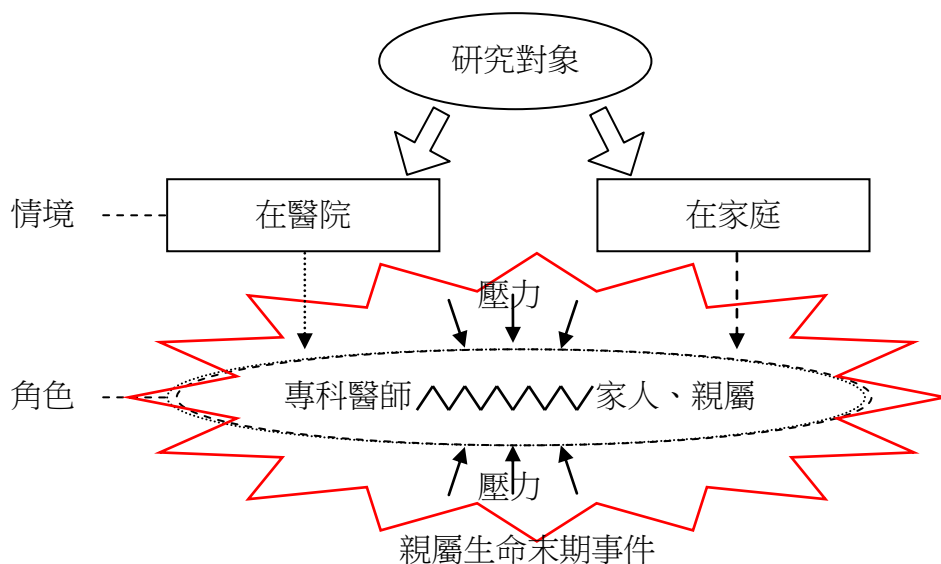 研究對象
情境
在醫院
在家庭
壓力
角色
專科醫師
家人、親屬
壓力
親屬生命末期事件